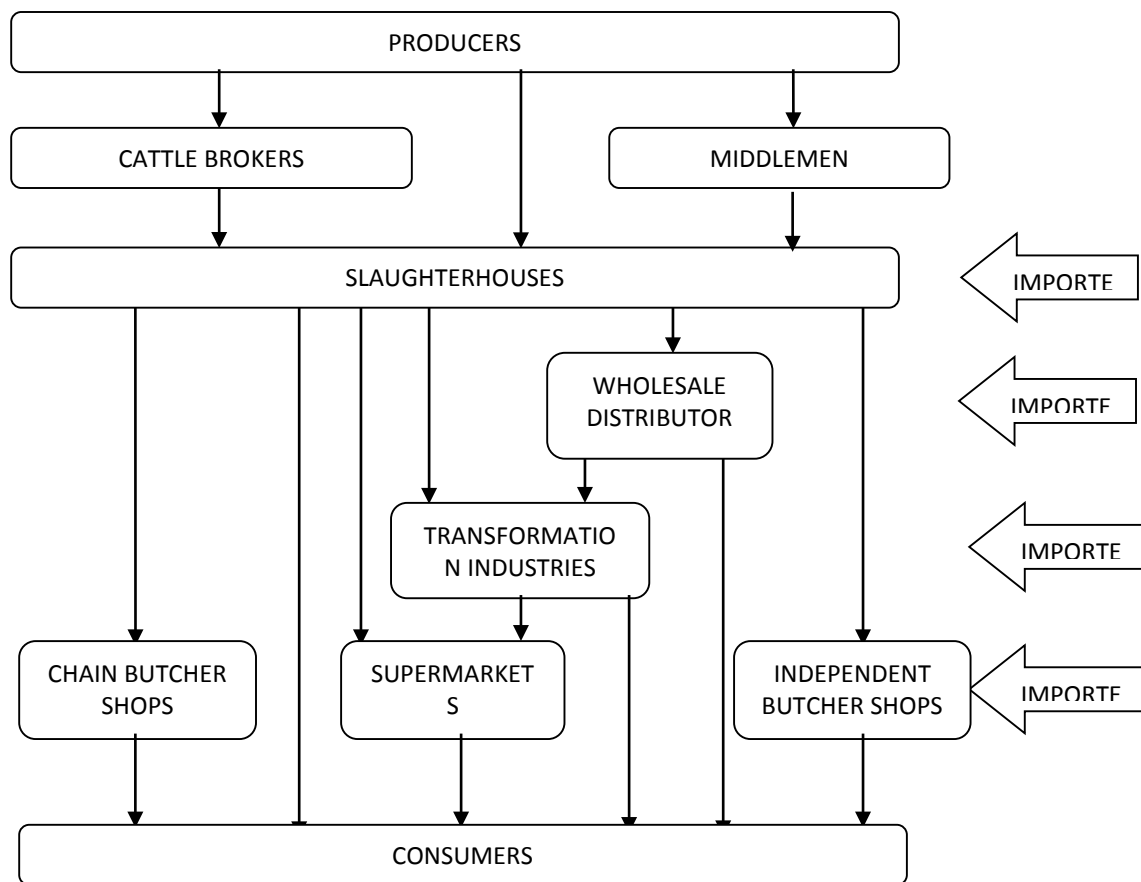 PRODUCERS
CATTLE BROKERS
MIDDLEMEN
SLAUGHTERHOUSES
IMPORTE
WHOLESALE
DISTRIBUTOR
IMPORTE
TRANSFORMATIO
N INDUSTRIES
IMPORTE
CHAIN BUTCHER
SHOPS
SUPERMARKET
S
INDEPENDENT
BUTCHER SHOPS
IMPORTE
CONSUMERS